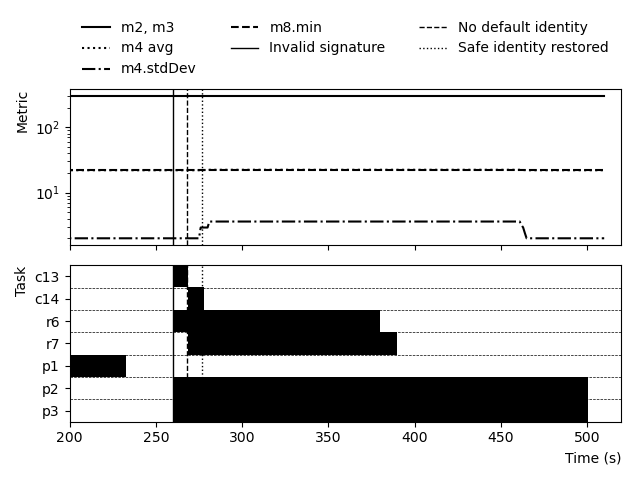 m2, m3
m4 avg
m4.stdDev
m8.min
Invalid signature
No default identity
Safe identity restored
Metric
10²
10¹
Task
c13
c14
r6
r7
p1
p2
p3
200 250 300 350 400 450 500
Time (s)